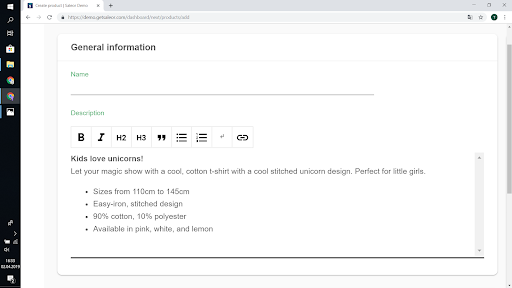 Create product | Saleor Demo
https://demo.getsaleor.com/dashboard/next/products/add
General information
Name
Description
B I H2 H3
Kids love unicorns!
Let your magic show with a cool, cotton t-shirt with a cool stitched unicorn design. Perfect for little girls.
Sizes from 110cm to 145cm
Easy-iron, stitched design
90% cotton, 10% polyester
Available in pink, white, and lemon
16:03
02.04.2019